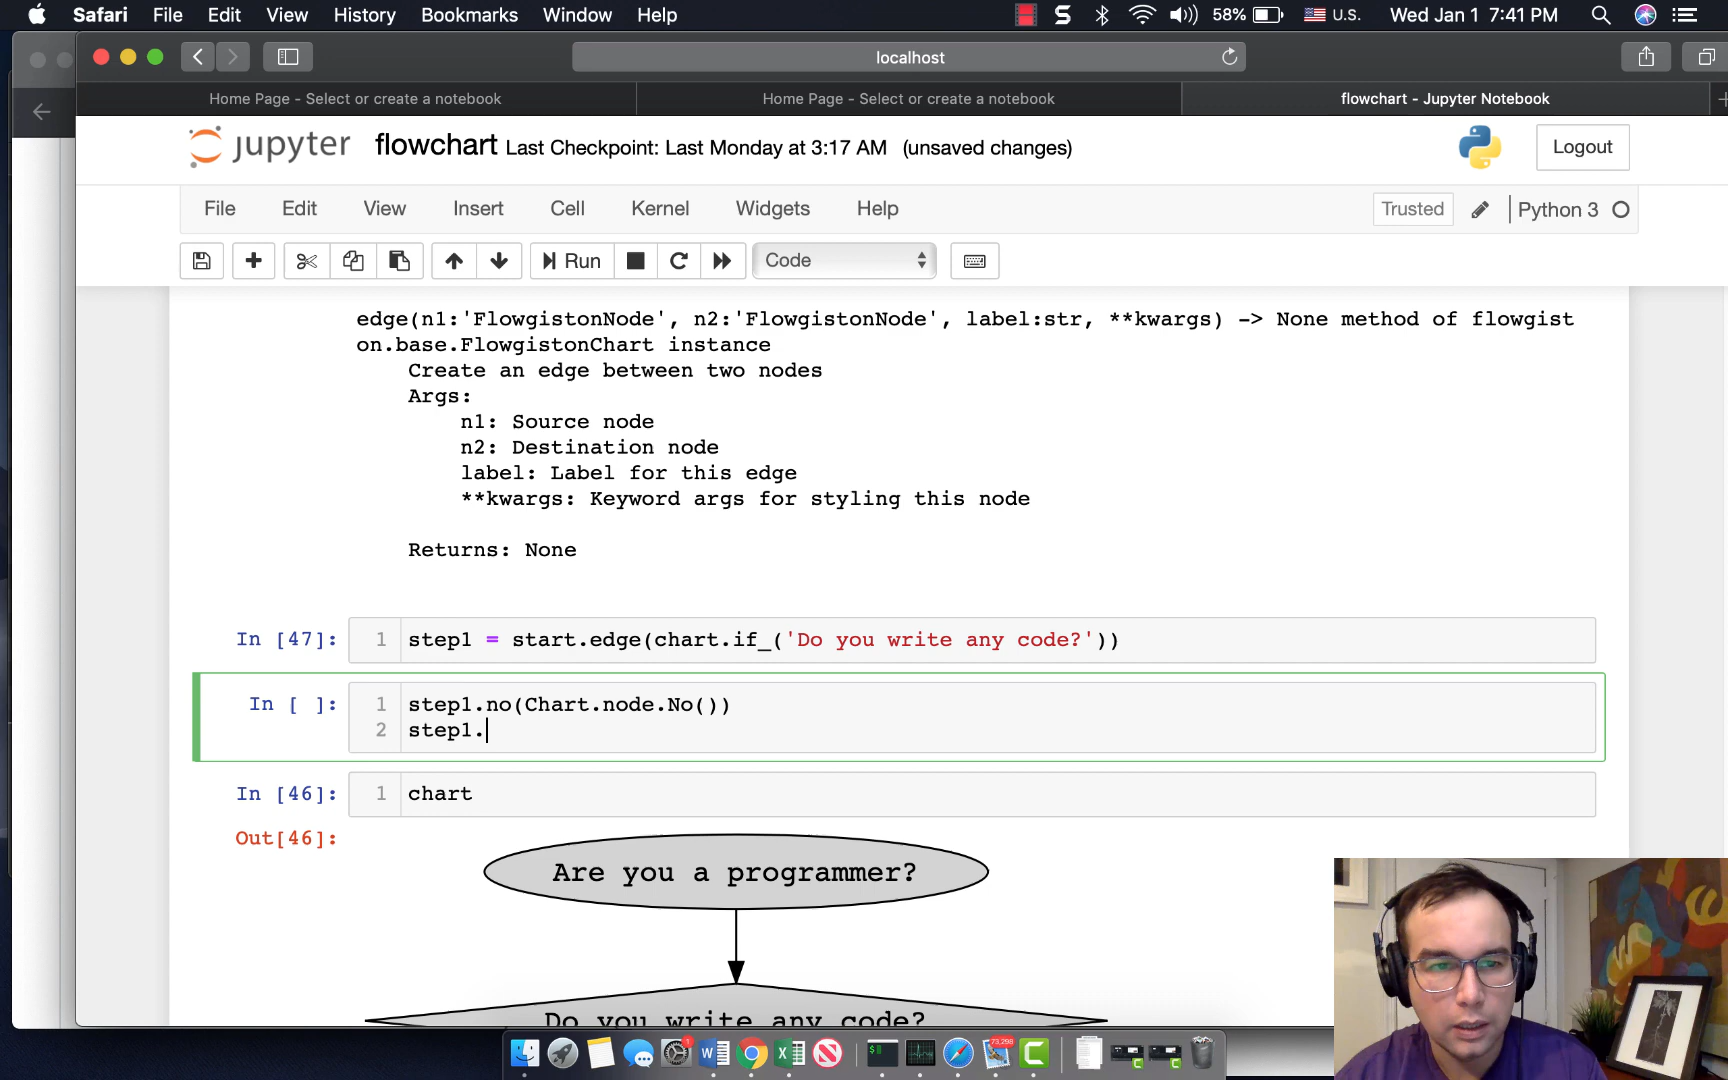 Safari File Edit View History Bookmarks Window Help 58% U.S. Wed Jan 1 7:41 PM
localhost
Home Page - Select or create a notebook Home Page - Select or create a notebook flowchart - Jupyter Notebook
jupyter flowchart Last Checkpoint: Last Monday at 3:17 AM (unsaved changes) Logout
File Edit View Insert Cell Kernel Widgets Help Trusted Python 3
Run Code
edge(n1:'FlowgistonNode', n2:'FlowgistonNode', label:str, **kwargs) -> None method of flowgist
on.base.FlowgistonChart instance
Create an edge between two nodes
Args:
n1: Source node
n2: Destination node
label: Label for this edge
**kwargs: Keyword args for styling this node
Returns: None
In [47]: 1 step1 = start.edge(chart.if_('Do you write any code?'))
In [ ]: 1 step1.no(Chart.node.No())
2 step1.
In [46]: 1 chart
Out[46]:
Are you a programmer?
Do you write any code?